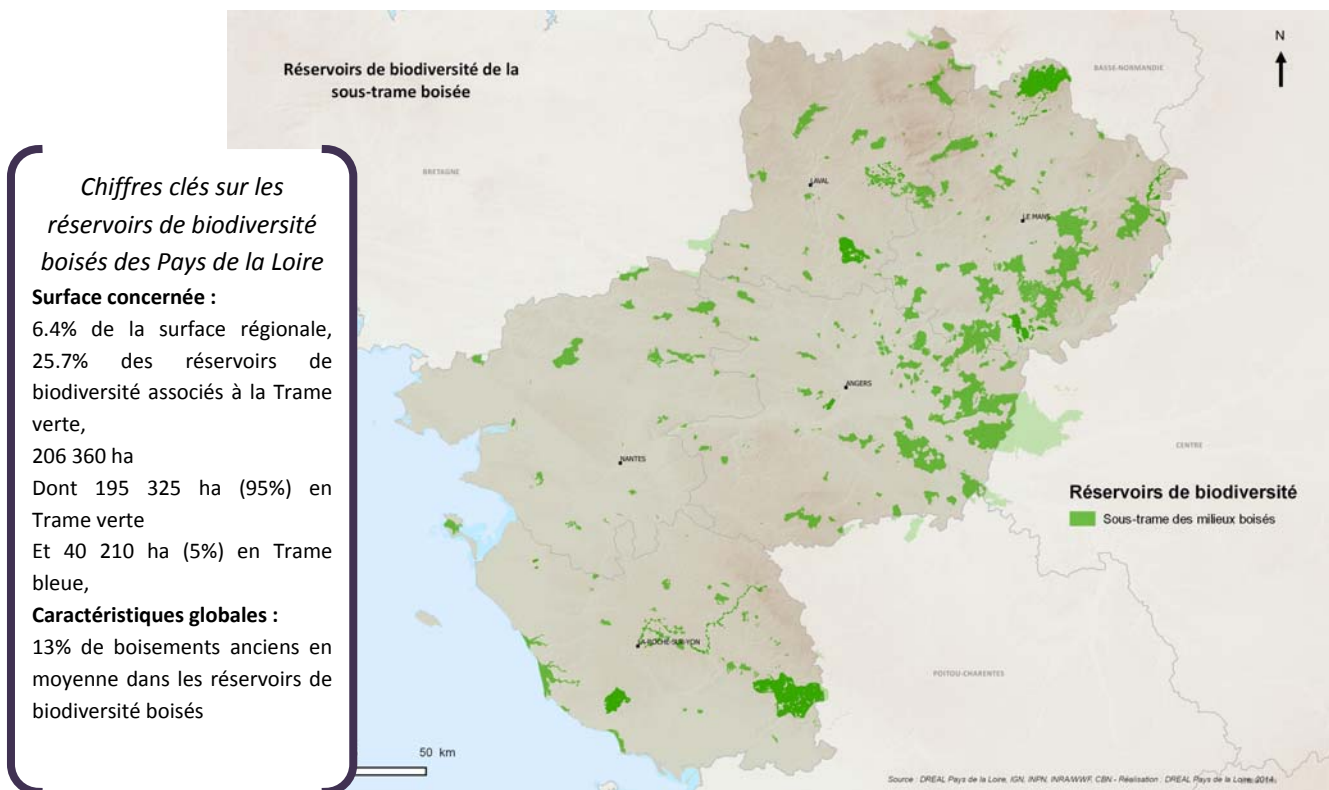 Réservoirs de biodiversité de la
sous-trame boisée
N
BASSE-NORMANDIE
BRETAGNE
LAVAL
LE MANS
Chiffres clés sur les
réservoirs de biodiversité
boisés des Pays de la Loire
Surface concernée :
6.4% de la surface régionale,
25.7% des réservoirs de
biodiversité associés à la Trame
verte,
206 360 ha
Dont 195 325 ha (95%) en
Trame verte
Et 40 210 ha (5%) en Trame
bleue,
Caractéristiques globales :
13% de boisements anciens en
moyenne dans les réservoirs de
biodiversité boisés
ANGERS
NANTES
CENTRE
Réservoirs de biodiversité
Sous-trame des milieux boisés
LA-ROCHE-SUR-YON
POITOU-CHARENTES
50 km
Source : DREAL Pays de la Loire, IGN, INPN, INRA/WWF, CBN - Réalisation : DREAL Pays de la Loire, 2014